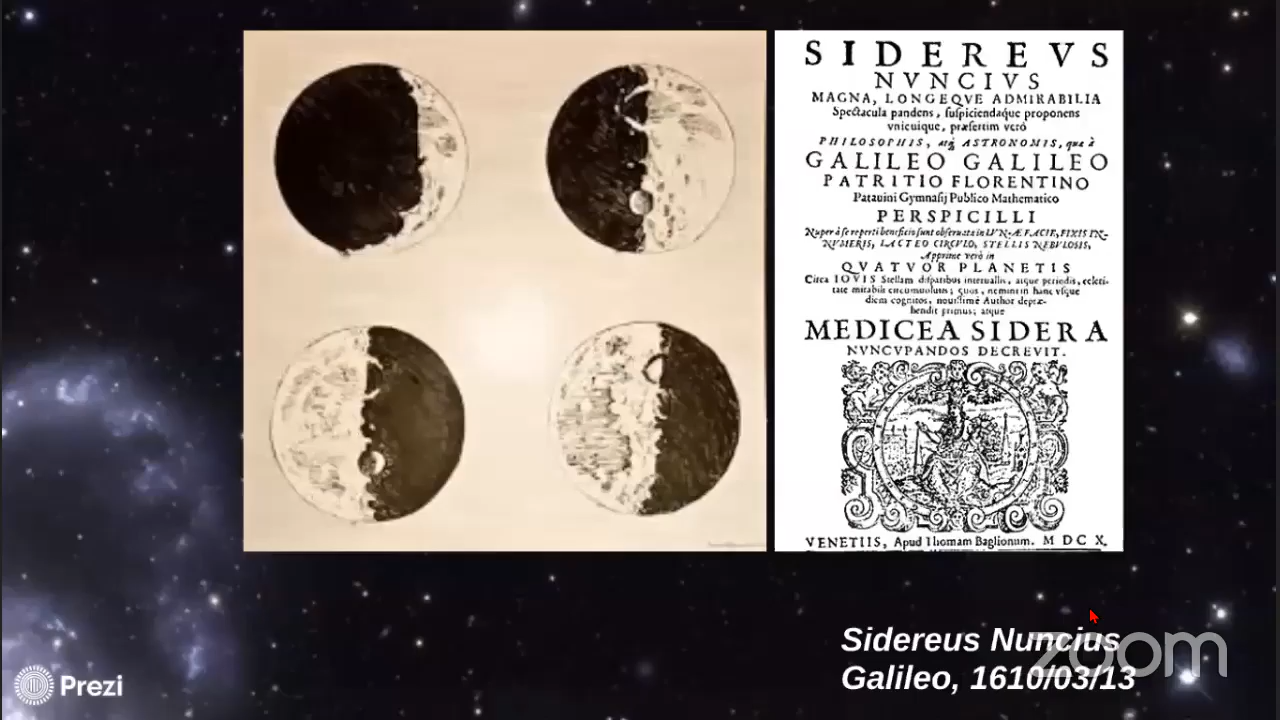 SIDEREVS
NVNCIVS
MAGNA, LONGEQVE ADMIRABILIA
Spectacula pandens, suspiciendaque proponens
vnicuique, præsertim verò
PHILOSOPHIS, atq; ASTRONOMIS, quæ à
GALILEO GALILEO
PATRITIO FLORENTINO
Patauini Gymnasij Publico Mathematico
PERSPICILLI
Nuper à se reperti beneficio sunt obseruata in LVNÆ FACIE, FIXIS IN-
NVMERIS, LACTEO CIRCVLO, STELLIS NEBVLOSIS,
Apprime verò in
QVATVOR PLANETIS
Circa IOVIS Stellam disparibus interuallis, atque periodis, celeri-
tate mirabili circumuolutis; quos, nemini in hanc vsque
diem cognitos, nouissimè Author depræ-
hendit primus; atque
MEDICEA SIDERA
NVNCVPANDOS DECREVIT.
VENETIIS, Apud Thomam Baglionum. MDCX.
Sidereus Nuncius
Galileo, 1610/03/13
zoom
Prezi